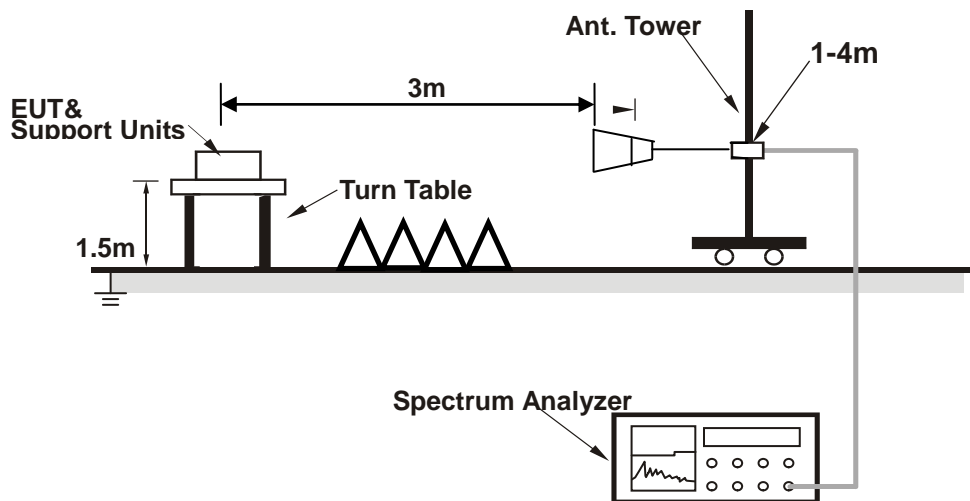 Ant. Tower
1-4m
3m
EUT&
Support Units
Turn Table
1.5m
Spectrum Analyzer